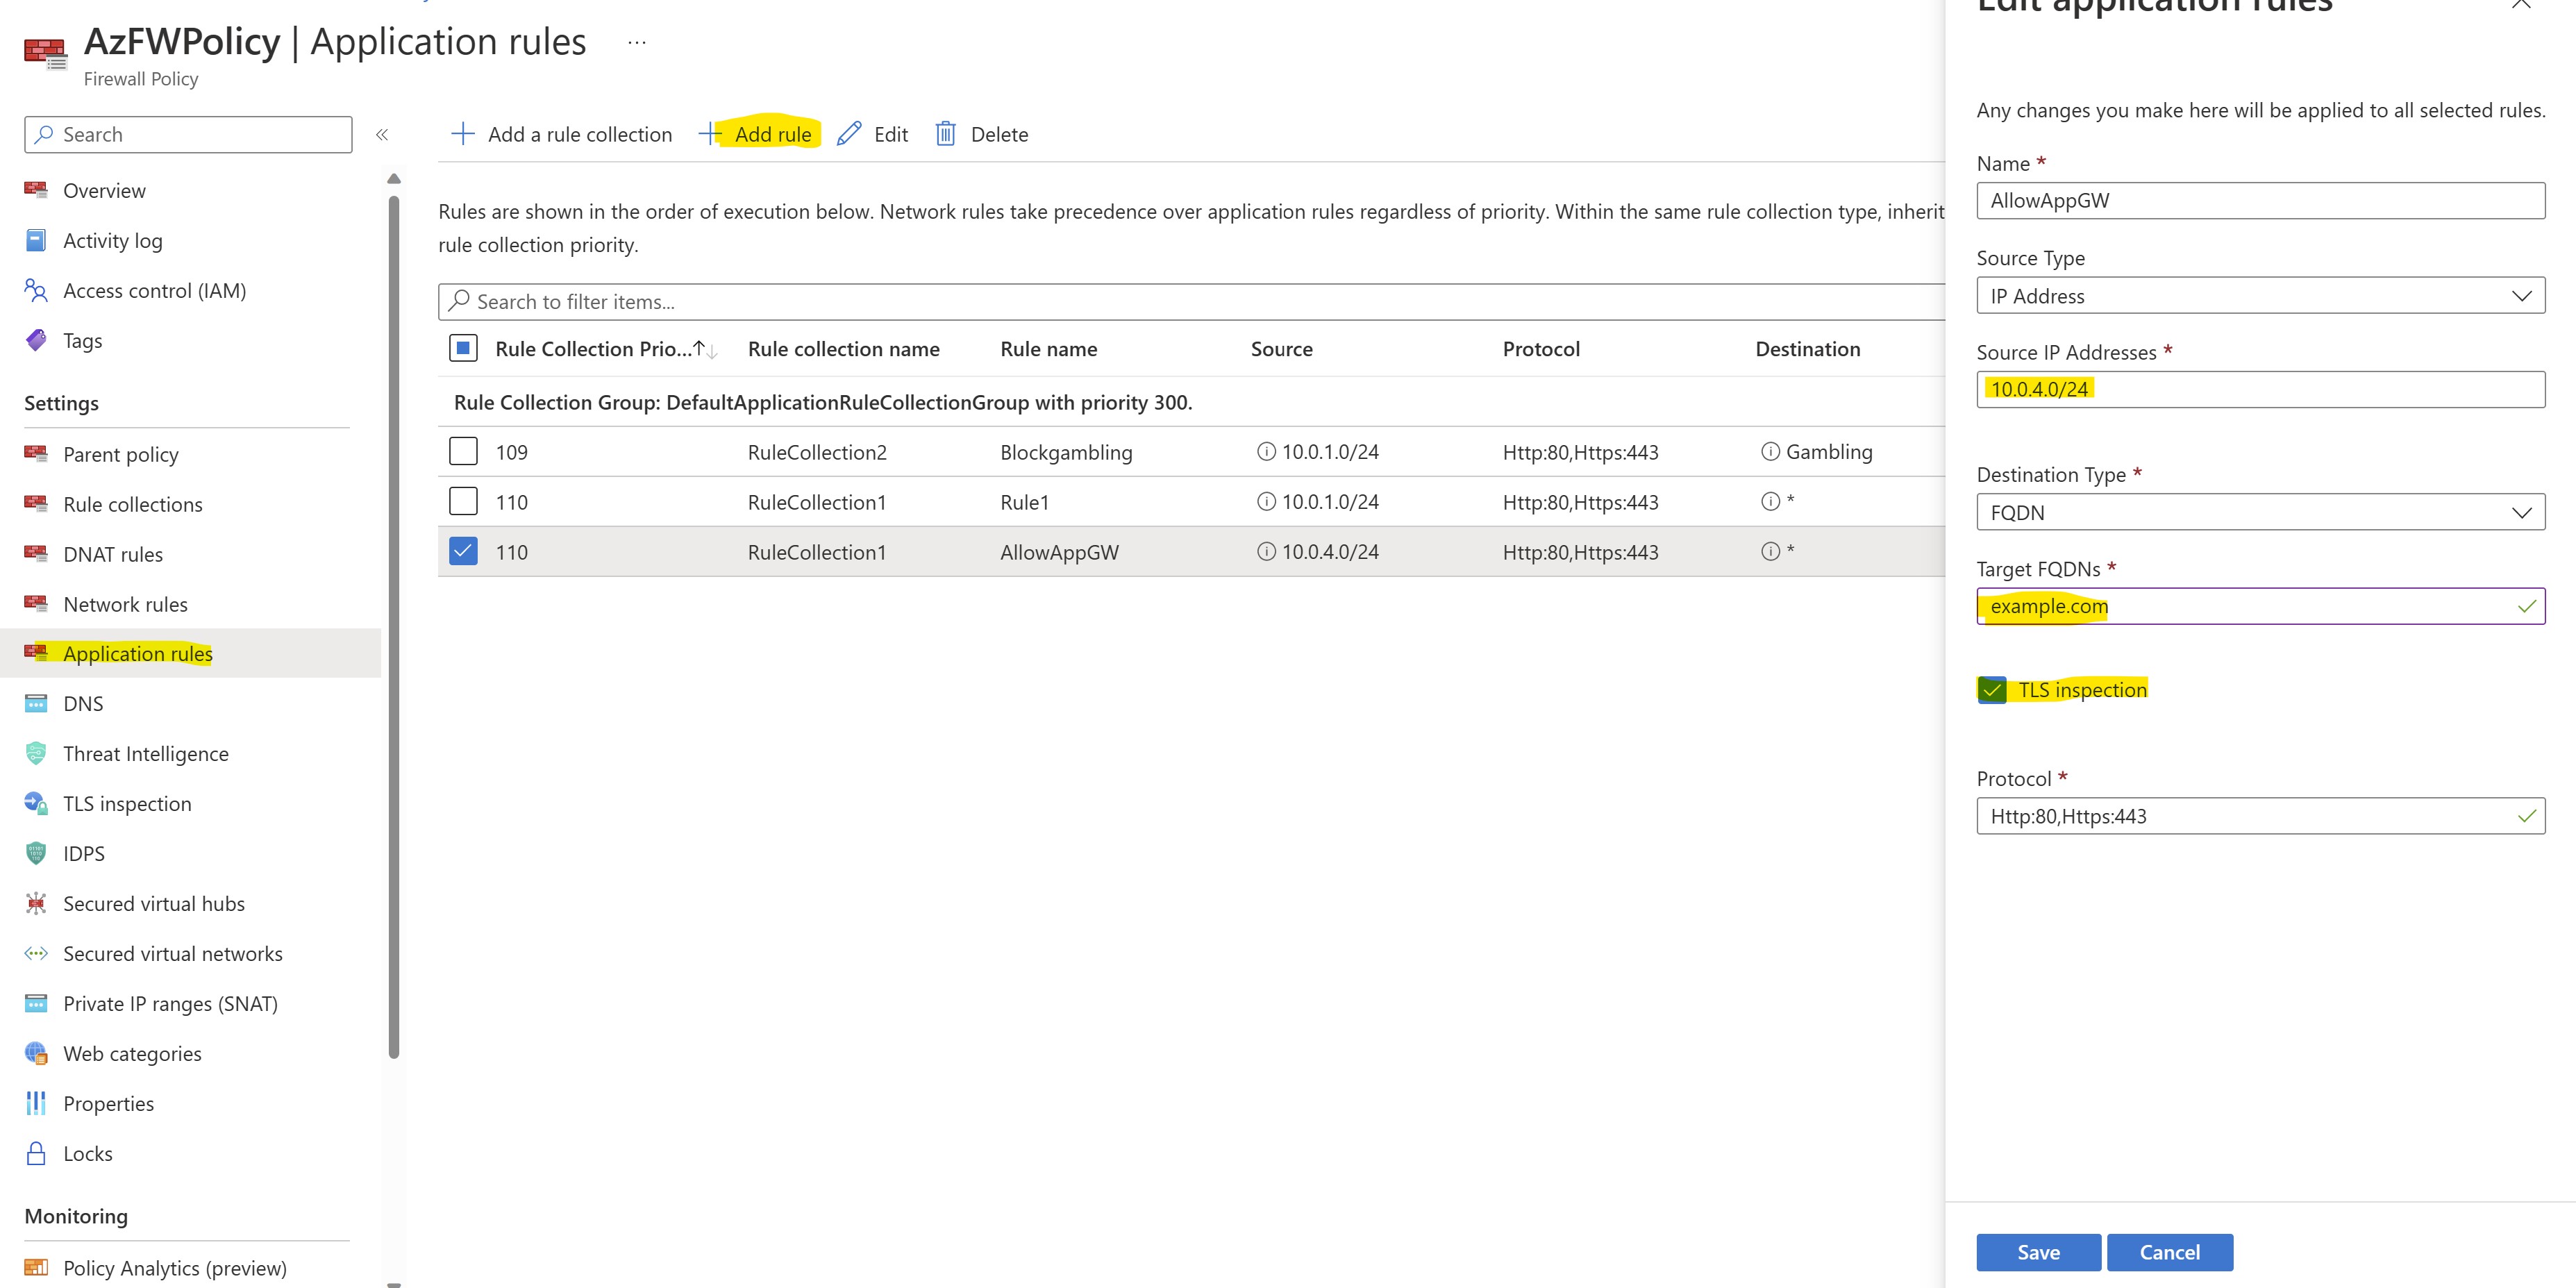 AzFWPolicy | Application rules ...
Firewall Policy
Search
«
Overview
Activity log
Access control (IAM)
Tags
Settings
Parent policy
Rule collections
DNAT rules
Network rules
Application rules
DNS
Threat Intelligence
TLS inspection
IDPS
Secured virtual hubs
Secured virtual networks
Private IP ranges (SNAT)
Web categories
Properties
Locks
Monitoring
Policy Analytics (preview)
+ Add a rule collection + Add rule Edit Delete
Rules are shown in the order of execution below. Network rules take precedence over application rules regardless of priority. Within the same rule collection type, inherit
rule collection priority.
Search to filter items...
Rule Collection Prio...↑↓ Rule collection name Rule name Source Protocol Destination
Rule Collection Group: DefaultApplicationRuleCollectionGroup with priority 300.
109 RuleCollection2 Blockgambling 10.0.1.0/24 Http:80,Https:443 Gambling
110 RuleCollection1 Rule1 10.0.1.0/24 Http:80,Https:443 *
110 RuleCollection1 AllowAppGW 10.0.4.0/24 Http:80,Https:443 *
Edit application rules
Any changes you make here will be applied to all selected rules.
Name *
AllowAppGW
Source Type
IP Address
Source IP Addresses *
10.0.4.0/24
Destination Type *
FQDN
Target FQDNs *
example.com
TLS inspection
Protocol *
Http:80,Https:443
Save Cancel